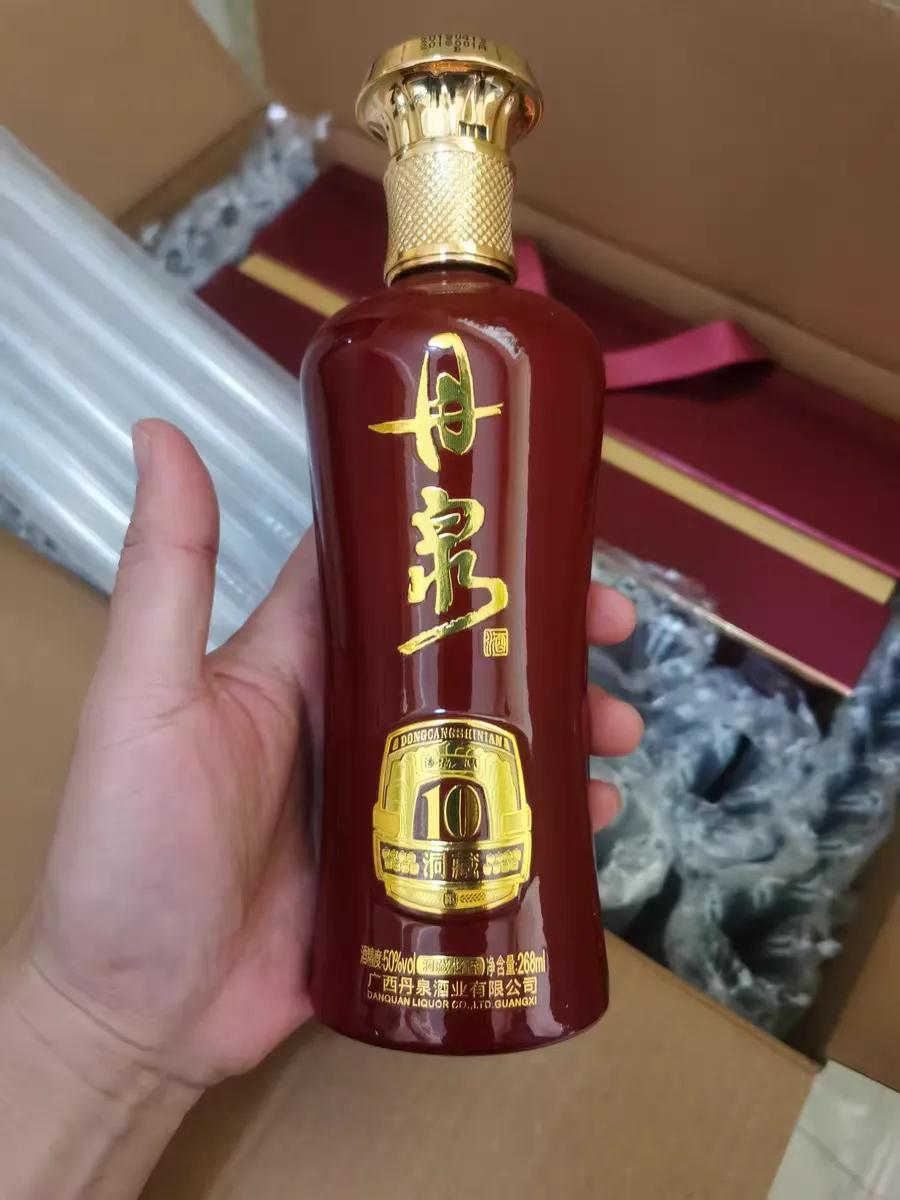 丹
泉
酒
DONGCANGSHINIAN
10
洞藏
酒精度:50%vol
净含量:268ml
广西丹泉酒业有限公司
DANQUAN LIQUOR CO.,LTD.GUANGXI